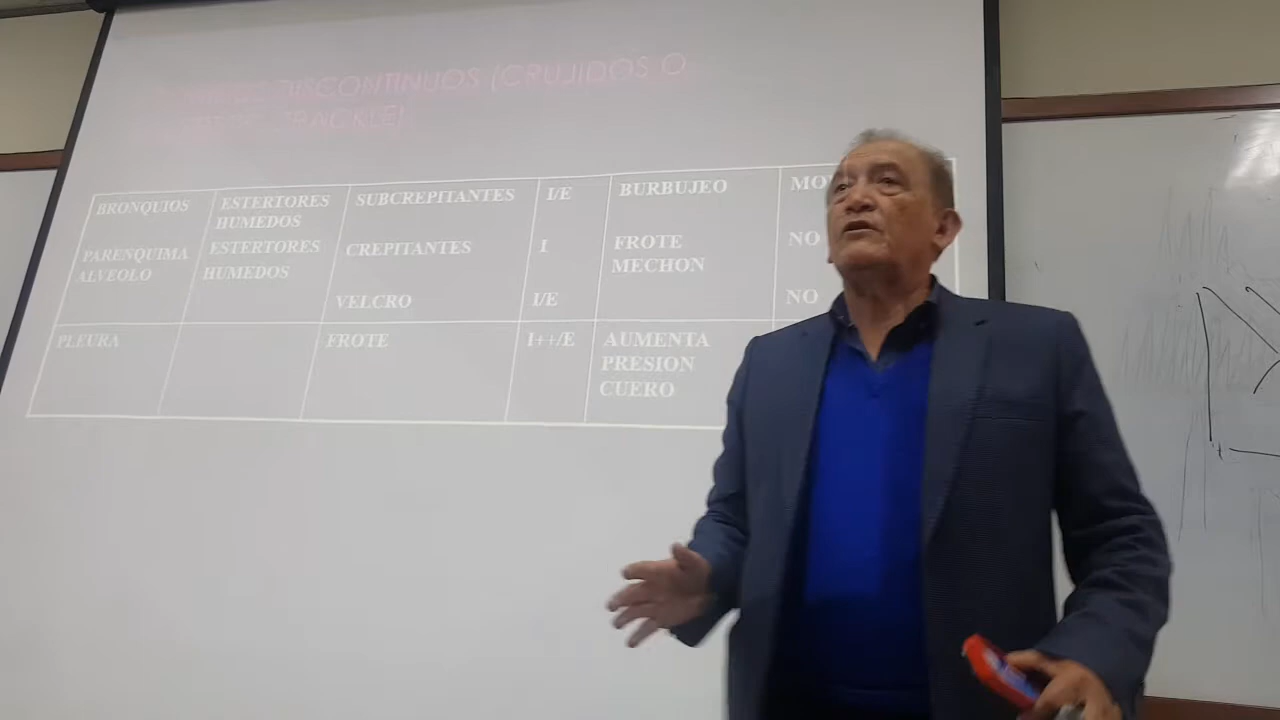 DISCONTINUOS (CRUJIDOS O
CRACKLE)
BRONQUIOS ESTERTORES SUBCREPITANTES I/E BURBUJEO
HUMEDOS
PARENQUIMA ESTERTORES CREPITANTES I FROTE NO
ALVEOLO HUMEDOS MECHON
VELCRO I/E NO
PLEURA FROTE I++/E AUMENTA
PRESION
CUERO